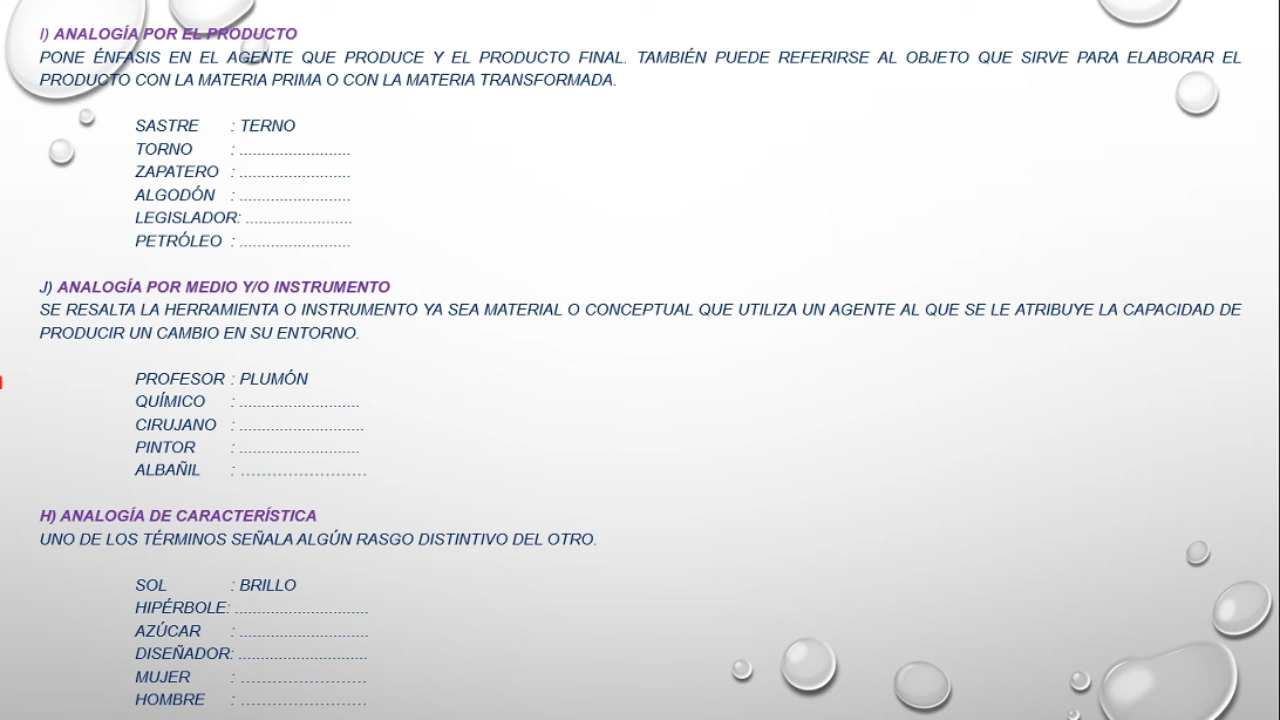 I) ANALOGÍA POR EL PRODUCTO
PONE ÉNFASIS EN EL AGENTE QUE PRODUCE Y EL PRODUCTO FINAL. TAMBIÉN PUEDE REFERIRSE AL OBJETO QUE SIRVE PARA ELABORAR EL
PRODUCTO CON LA MATERIA PRIMA O CON LA MATERIA TRANSFORMADA.
SASTRE : TERNO
TORNO : .........................
ZAPATERO : .........................
ALGODÓN : .........................
LEGISLADOR: ........................
PETRÓLEO : .........................
J) ANALOGÍA POR MEDIO Y/O INSTRUMENTO
SE RESALTA LA HERRAMIENTA O INSTRUMENTO YA SEA MATERIAL O CONCEPTUAL QUE UTILIZA UN AGENTE AL QUE SE LE ATRIBUYE LA CAPACIDAD DE
PRODUCIR UN CAMBIO EN SU ENTORNO.
PROFESOR : PLUMÓN
QUÍMICO : ...........................
CIRUJANO : ............................
PINTOR : ...........................
ALBAÑIL : .........................
H) ANALOGÍA DE CARACTERÍSTICA
UNO DE LOS TÉRMINOS SEÑALA ALGÚN RASGO DISTINTIVO DEL OTRO.
SOL : BRILLO
HIPÉRBOLE: ..............................
AZÚCAR : .............................
DISEÑADOR: .............................
MUJER : .........................
HOMBRE : .........................